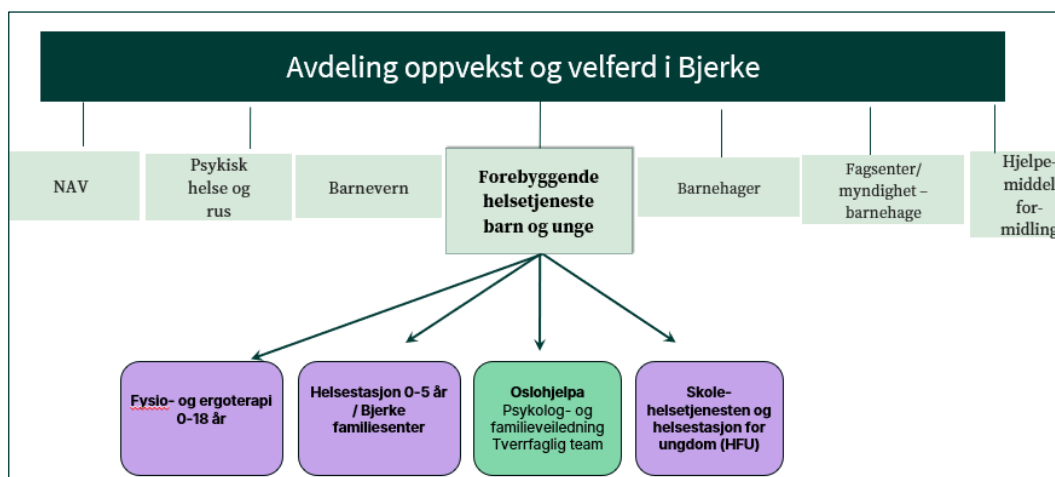 Avdeling oppvekst og velferd i Bjerke
NAV
Psykisk
helse og
rus
Barnevern
Forebyggende
helsetjeneste
barn og unge
Barnehager
Fagsenter/
myndighet –
barnehage
Hjelpe-
middel
for-
midling
Fysio- og ergoterapi
0-18 år
Helsestasjon 0-5 år
/ Bjerke
familiesenter
Oslohjelpa
Psykolog- og
familieveiledning
Tverrfaglig team
Skole-
helsetjenesten og
helsestasjon for
ungdom (HFU)